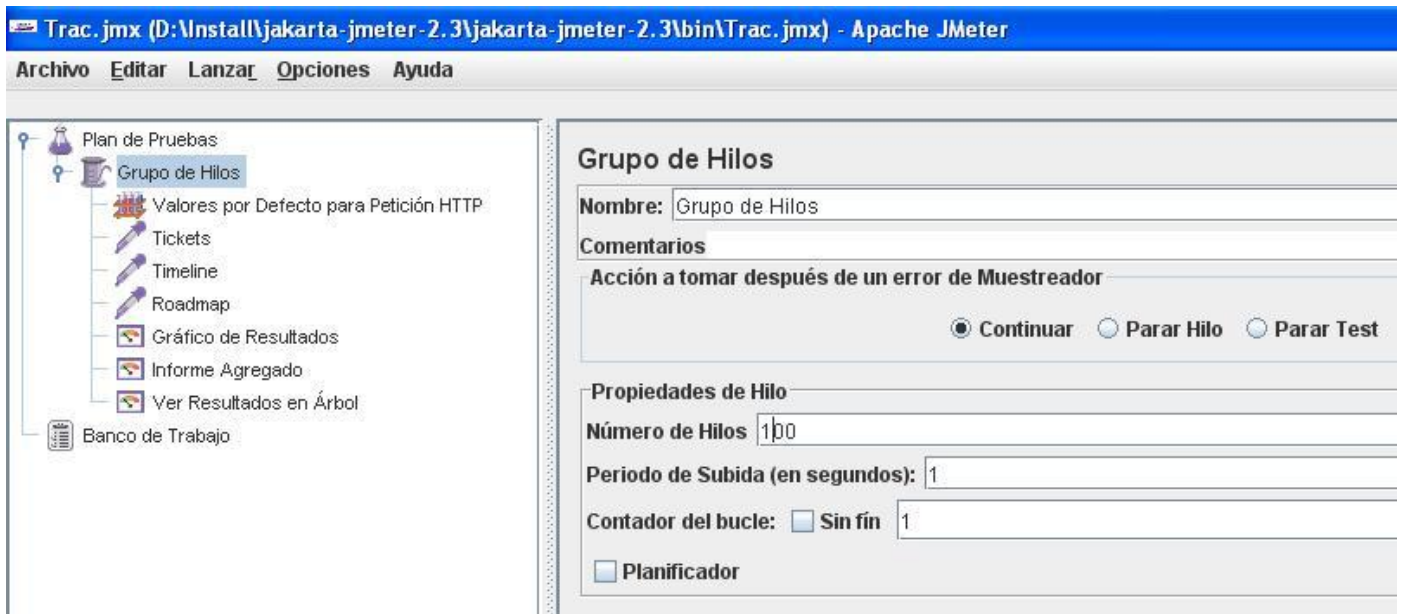 Trac.jmx (D:\Install\jakarta-jmeter-2.3\jakarta-jmeter-2.3\bin\Trac.jmx) - Apache JMeter
Archivo Editar Lanzar Opciones Ayuda
Plan de Pruebas
Grupo de Hilos
Valores por Defecto para Petición HTTP
Tickets
Timeline
Roadmap
Gráfico de Resultados
Informe Agregado
Ver Resultados en Árbol
Banco de Trabajo
Grupo de Hilos
Nombre: Grupo de Hilos
Comentarios
Acción a tomar después de un error de Muestreador
Continuar Parar Hilo Parar Test
Propiedades de Hilo
Número de Hilos 100
Periodo de Subida (en segundos): 1
Contador del bucle: Sin fín 1
Planificador